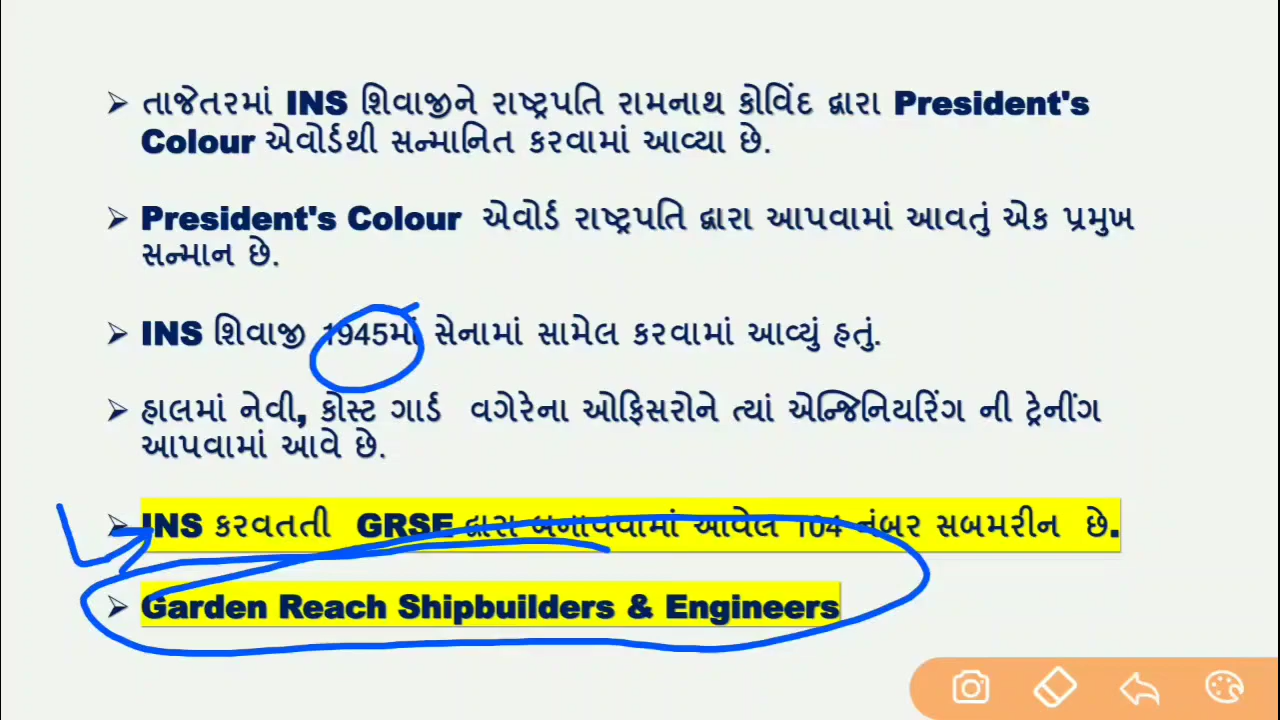 તાજેતરમાં INS શિવાજીને રાષ્ટ્રપતિ રામનાથ કોવિંદ દ્વારા President's
Colour એવોર્ડથી સન્માનિત કરવામાં આવ્યા છે.
President's Colour એવોર્ડ રાષ્ટ્રપતિ દ્વારા આપવામાં આવતું એક પ્રમુખ
સન્માન છે.
INS શિવાજી 1945માં સેનામાં સામેલ કરવામાં આવ્યું હતું.
હાલમાં નેવી, કોસ્ટ ગાર્ડ વગેરેના ઓફિસરોને ત્યાં એન્જિનિયરિંગ ની ટ્રેનીંગ
આપવામાં આવે છે.
INS કરવતતી GRSE દ્વારા બનાવવામાં આવેલ 104 નંબર સબમરીન છે.
Garden Reach Shipbuilders & Engineers